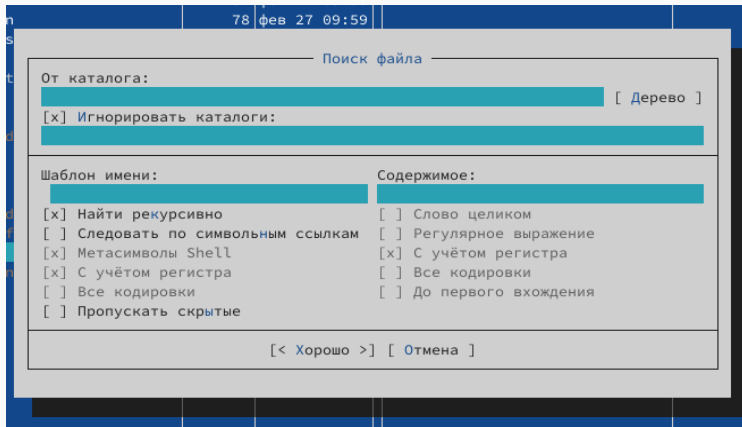 n 78 фев 27 09:59
s
Поиск файла
От каталога:
t
[ Дерево ]
[x] Игнорировать каталоги:
d
Шаблон имени: Содержимое:
d [x] Найти рекурсивно [ ] Слово целиком
f [ ] Следовать по символьным ссылкам [ ] Регулярное выражение
[x] Метасимволы Shell [x] С учётом регистра
n [x] С учётом регистра [ ] Все кодировки
[ ] Все кодировки [ ] До первого вхождения
[ ] Пропускать скрытые
[< Хорошо >] [ Отмена ]